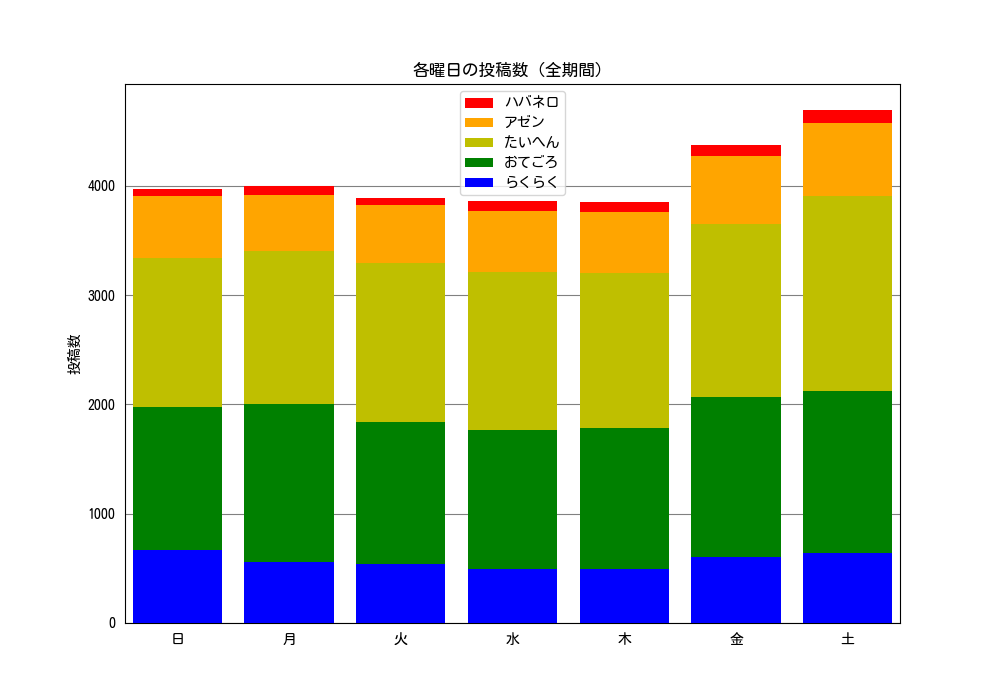 各曜日の投稿数（全期間）
ハバネロ
アゼン
たいへん
おてごろ
らくらく
投稿数
4000
3000
2000
1000
0
日 月 火 水 木 金 土